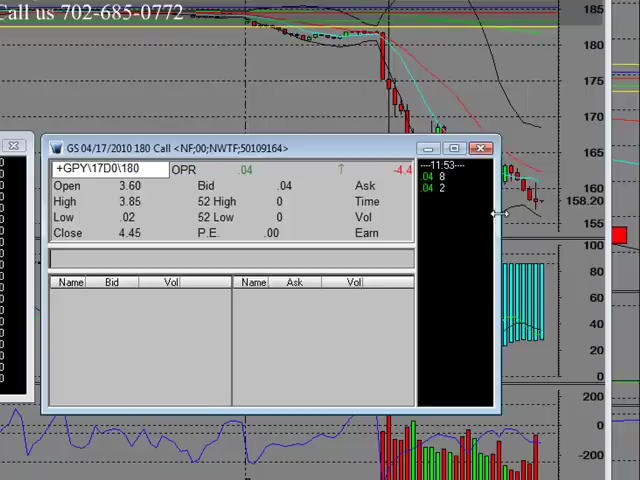 Call us 702-685-0772
185
180
175
170
165
160
158.20
155
100
80
60
40
20
0
200
0
-200
GS 04/17/2010 180 Call <NF;00;NWTF;50109164>
+GPY\17D0\180 OPR .04 ↑ -4.4
Open 3.60 Bid .04 Ask
High 3.85 52 High 0 Time
Low .02 52 Low 0 Vol
Close 4.45 P.E. .00 Earn
Name Bid Vol Name Ask Vol
----11:53----
.04 8
.04 2